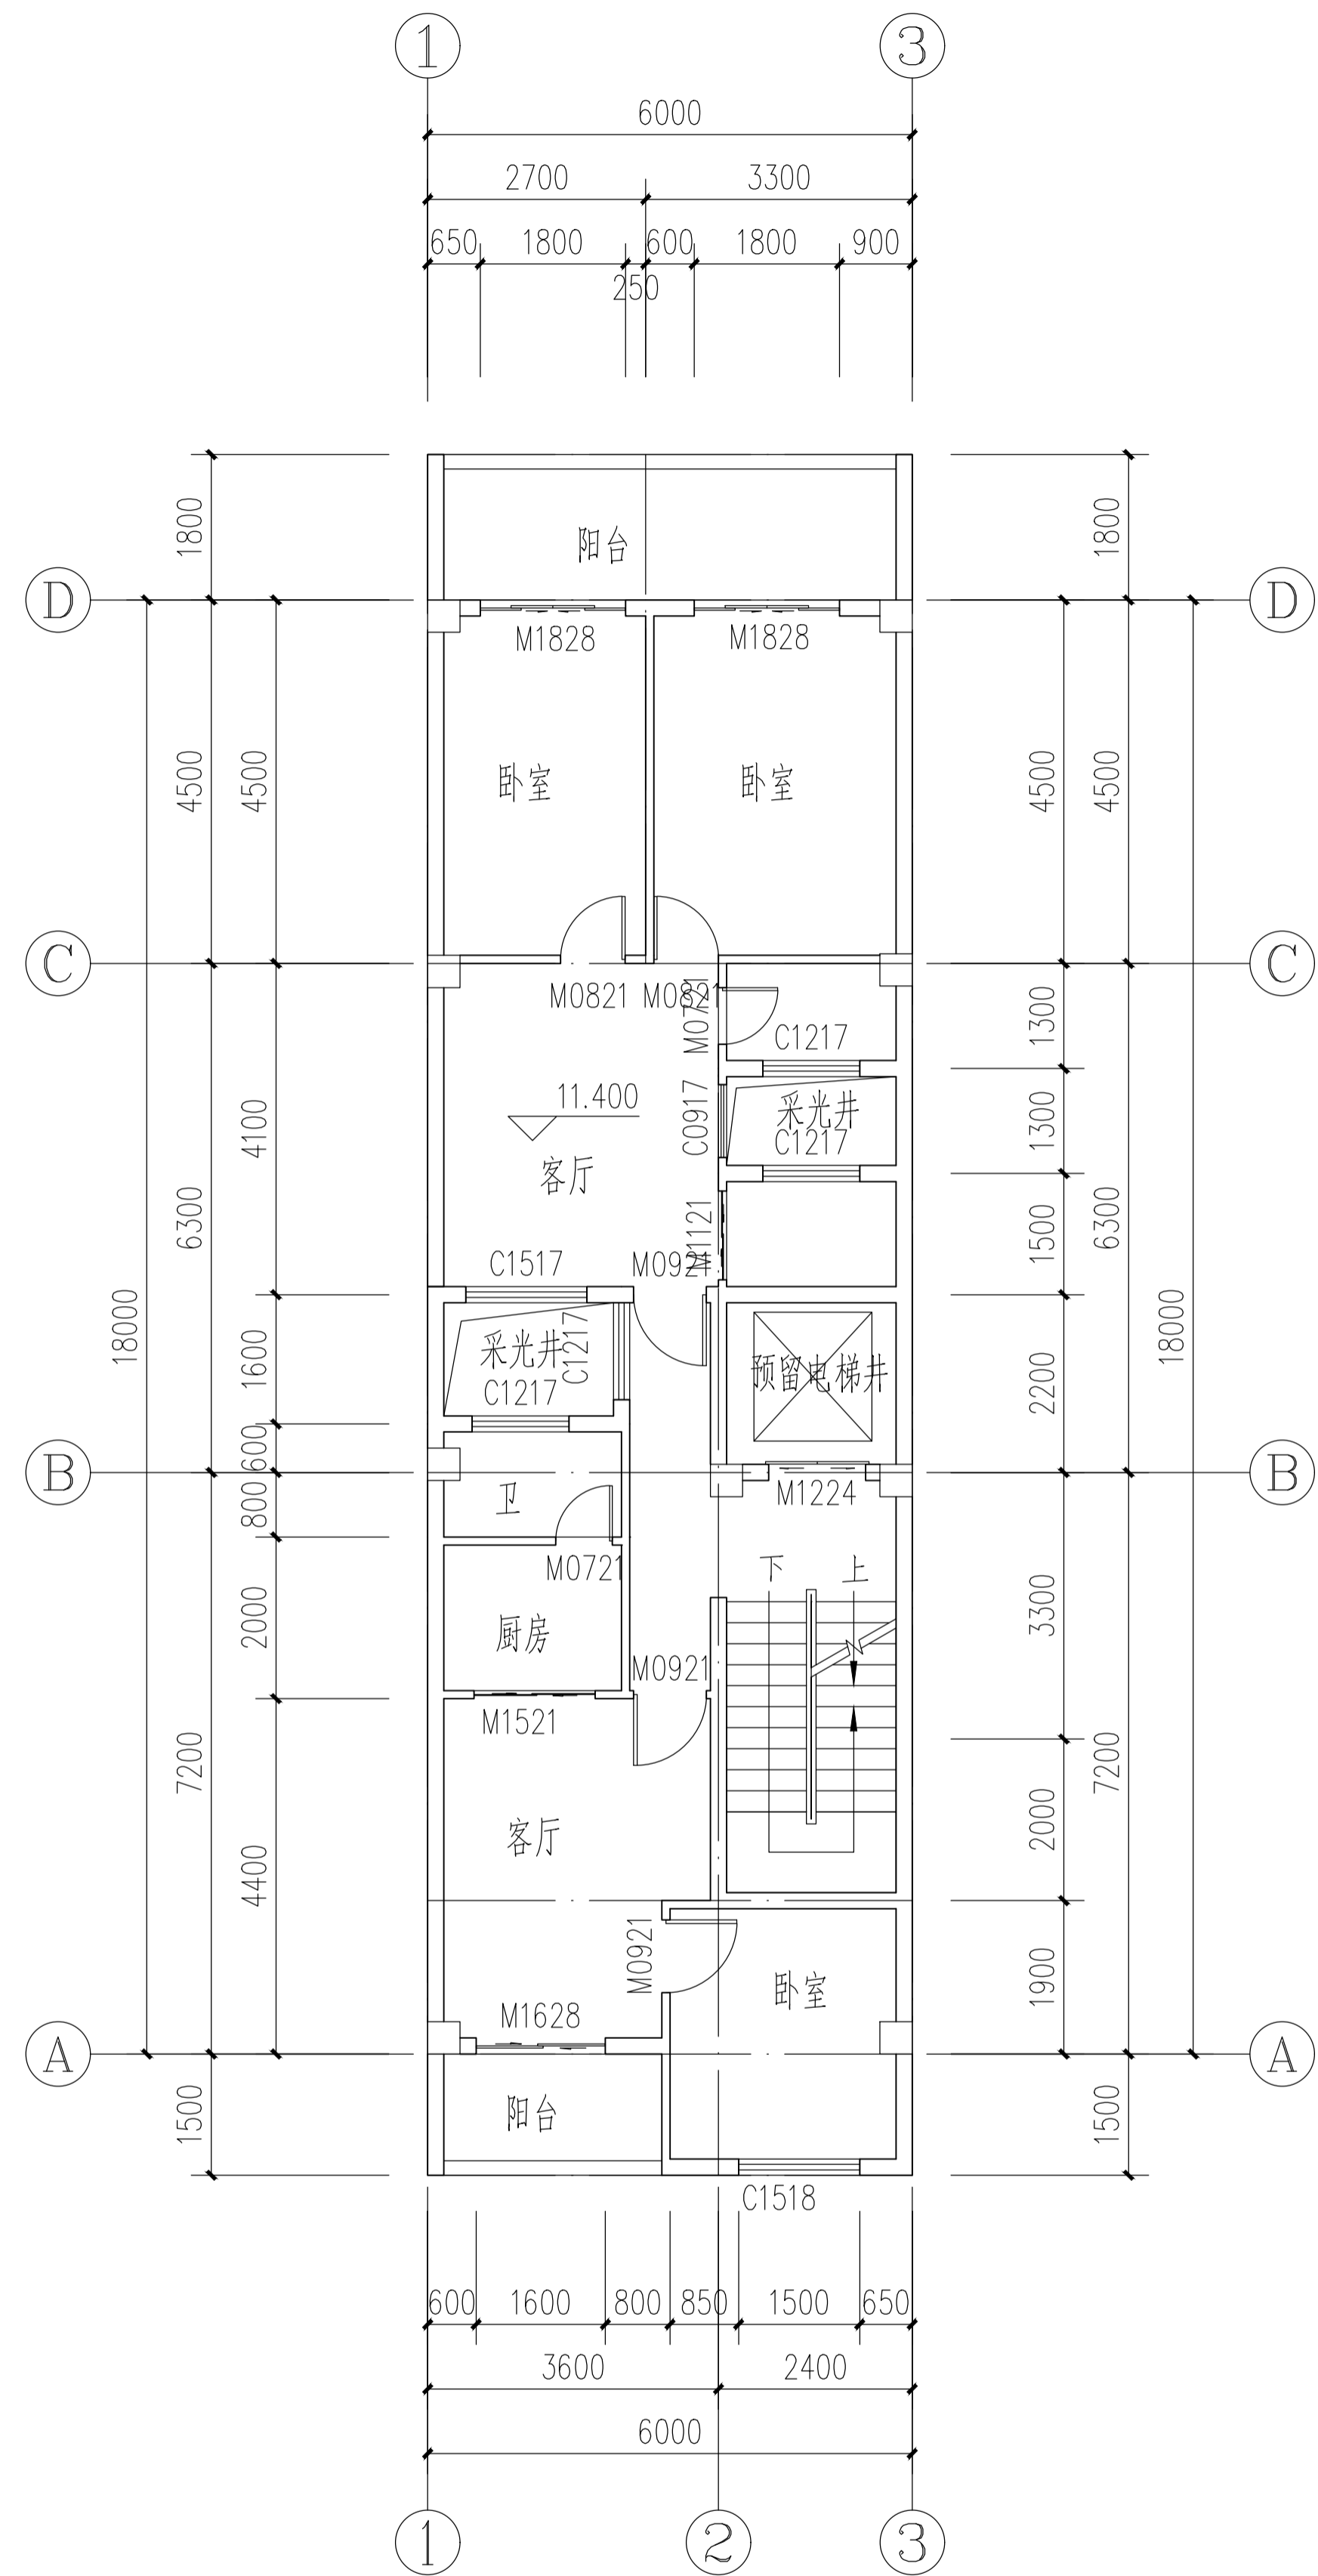 1 3
6000
2700 3300
650 1800 600 1800 900
250
1800 1800
阳台
D D
M1828 M1828
4500 4500 4500 4500
卧室 卧室
C C
M0821 M0821
M0721
C1217
1300
11.400
C0917
采光井
C1217
1300
4100
客厅
6300 6300
M1121
1500
C1517 M0921
18000 18000
采光井
C1217
C1217
1600
预留电梯井
2200
600
B B
卫
M1224
800
M0721
下 上
厨房
2000
3300
M0921
M1521
7200 7200
客厅
2000
4400
M0921
卧室
1900
M1628
A A
阳台
1500 1500
C1518
600 1600 800 850 1500 650
3600 2400
6000
1 2 3